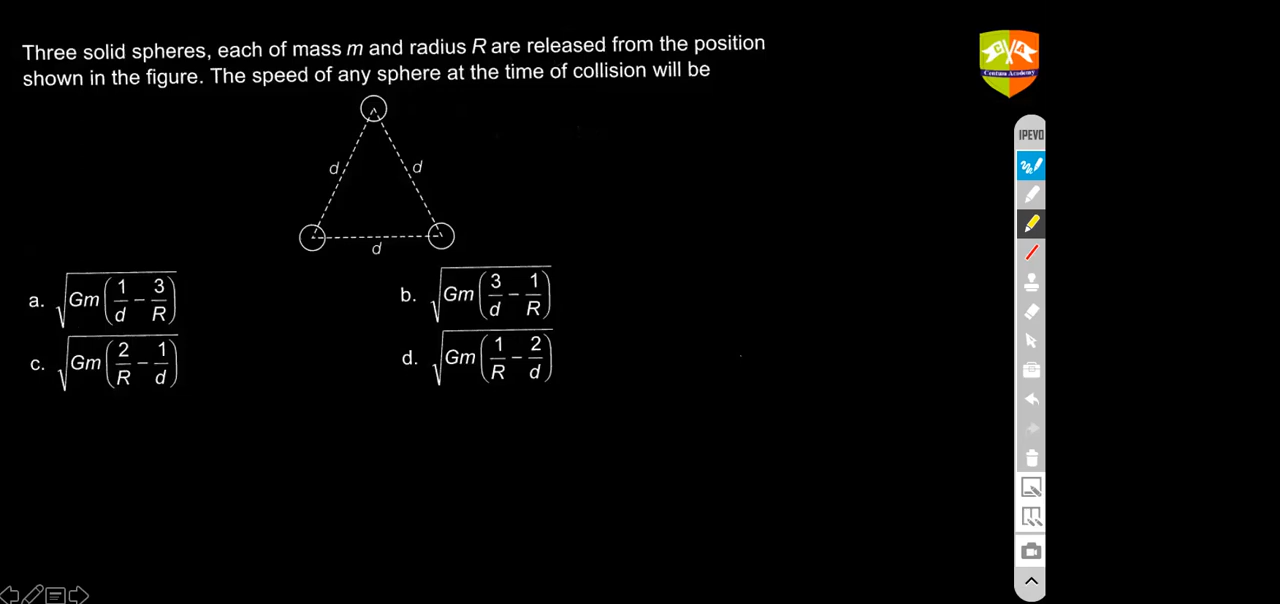 Three solid spheres, each of mass m and radius R are released from the position
shown in the figure. The speed of any sphere at the time of collision will be
C A
Centum Academy
IPEVO
d d
d
a. √(Gm(1/d − 3/R)) b. √(Gm(3/d − 1/R))
c. √(Gm(2/R − 1/d)) d. √(Gm(1/R − 2/d))